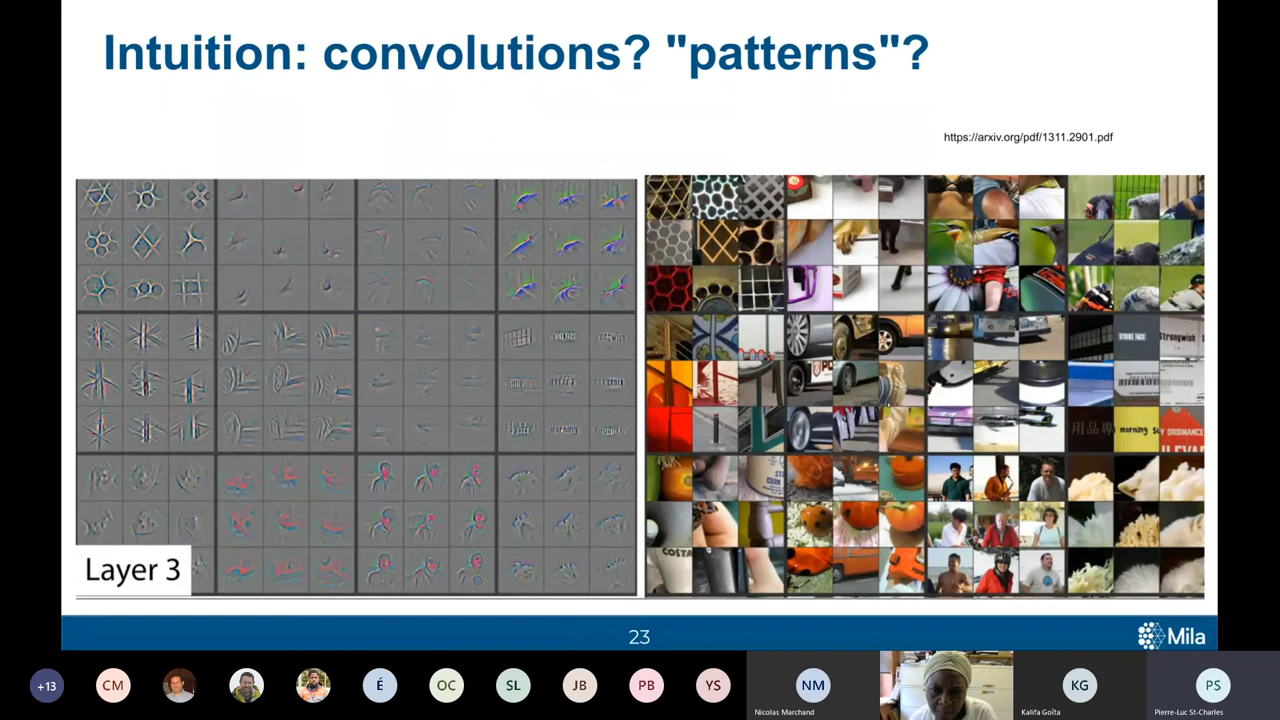 Intuition: convolutions? "patterns"?
https://arxiv.org/pdf/1311.2901.pdf
STRIKE FACE
Strongwish
morning Su
ORDINANCE
COSTA
Layer 3
23
Mila
+13
CM
É
OC
SL
JB
PB
YS
NM
KG
PS
Nicolas Marchand
Kalifa Goïta
Pierre-Luc St-Charles